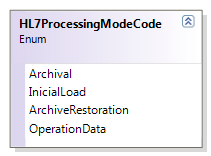 HL7ProcessingModeCode
Enum
Archival
InicialLoad
ArchiveRestoration
OperationData